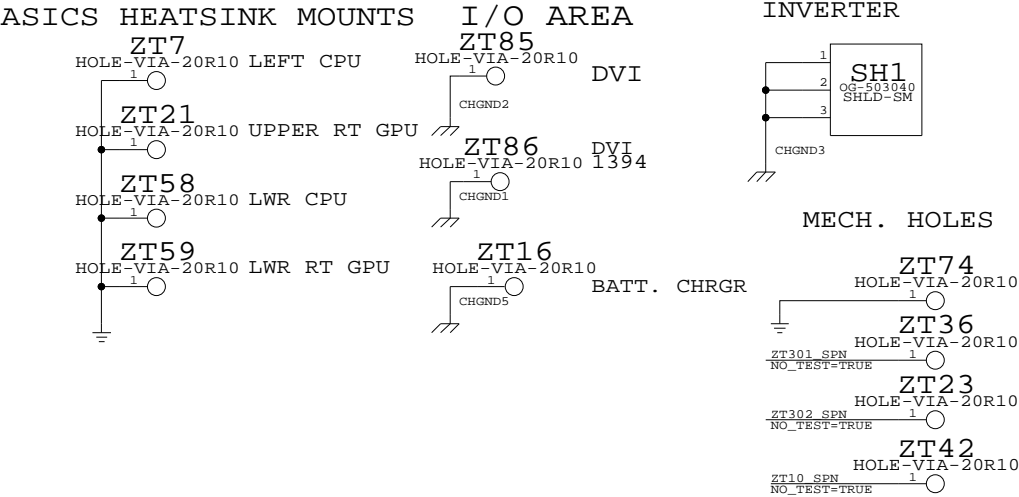 ASICS HEATSINK MOUNTS
ZT7
HOLE-VIA-20R10 LEFT CPU
1
ZT21
HOLE-VIA-20R10 UPPER RT GPU
1
ZT58
HOLE-VIA-20R10 LWR CPU
1
ZT59
HOLE-VIA-20R10 LWR RT GPU
1
I/O AREA
ZT85
HOLE-VIA-20R10
1
DVI
CHGND2
ZT86
DVI
HOLE-VIA-20R10 1394
1
CHGND1
ZT16
HOLE-VIA-20R10
1
BATT. CHRGR
CHGND5
INVERTER
1
SH1
2
OG-503040
SHLD-SM
3
CHGND3
MECH. HOLES
ZT74
HOLE-VIA-20R10
1
ZT36
HOLE-VIA-20R10
ZT301_SPN 1
NO_TEST=TRUE
ZT23
HOLE-VIA-20R10
ZT302_SPN 1
NO_TEST=TRUE
ZT42
HOLE-VIA-20R10
ZT10_SPN 1
NO_TEST=TRUE